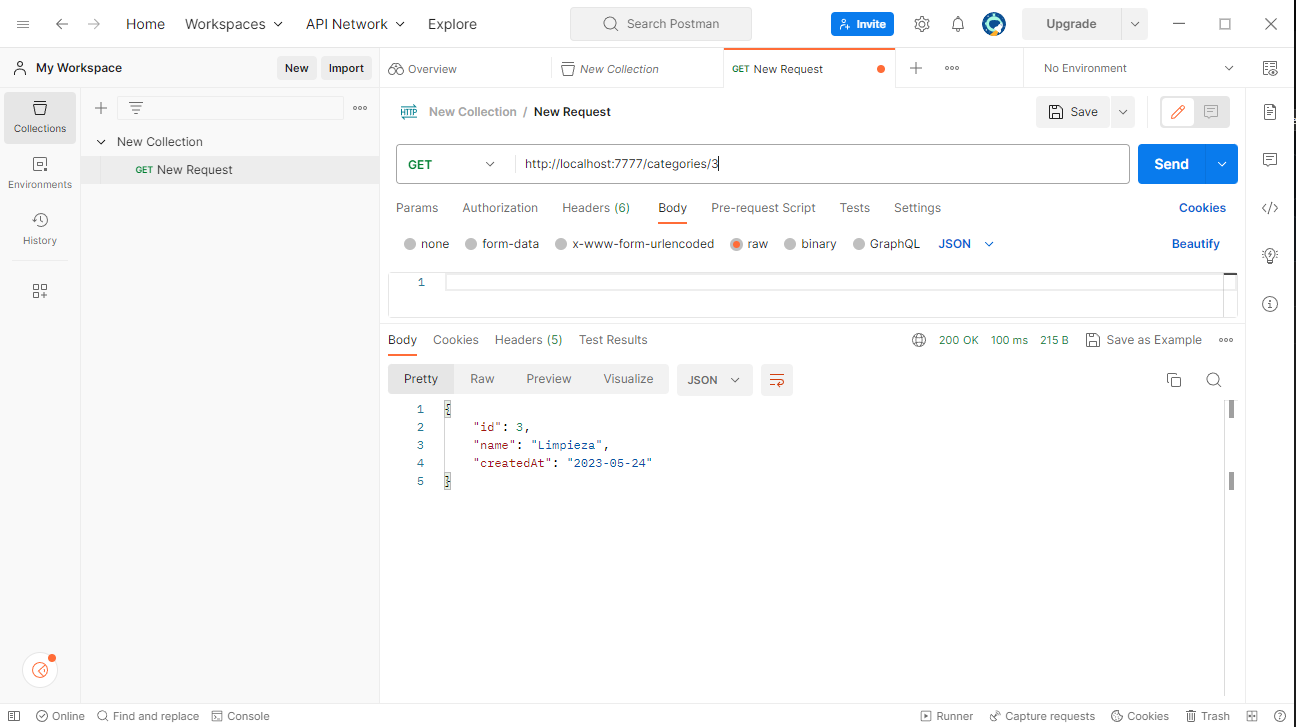 Home Workspaces API Network Explore Search Postman Invite Upgrade
My Workspace New Import Overview New Collection GET New Request No Environment
Collections
Environments
History
New Collection
GET New Request
HTTP New Collection / New Request Save
GET http://localhost:7777/categories/3 Send
Params Authorization Headers (6) Body Pre-request Script Tests Settings Cookies
none form-data x-www-form-urlencoded raw binary GraphQL JSON Beautify
1
Body Cookies Headers (5) Test Results 200 OK 100 ms 215 B Save as Example
Pretty Raw Preview Visualize JSON
1 {
2 "id": 3,
3 "name": "Limpieza",
4 "createdAt": "2023-05-24"
5 }
Online Find and replace Console Runner Capture requests Cookies Trash